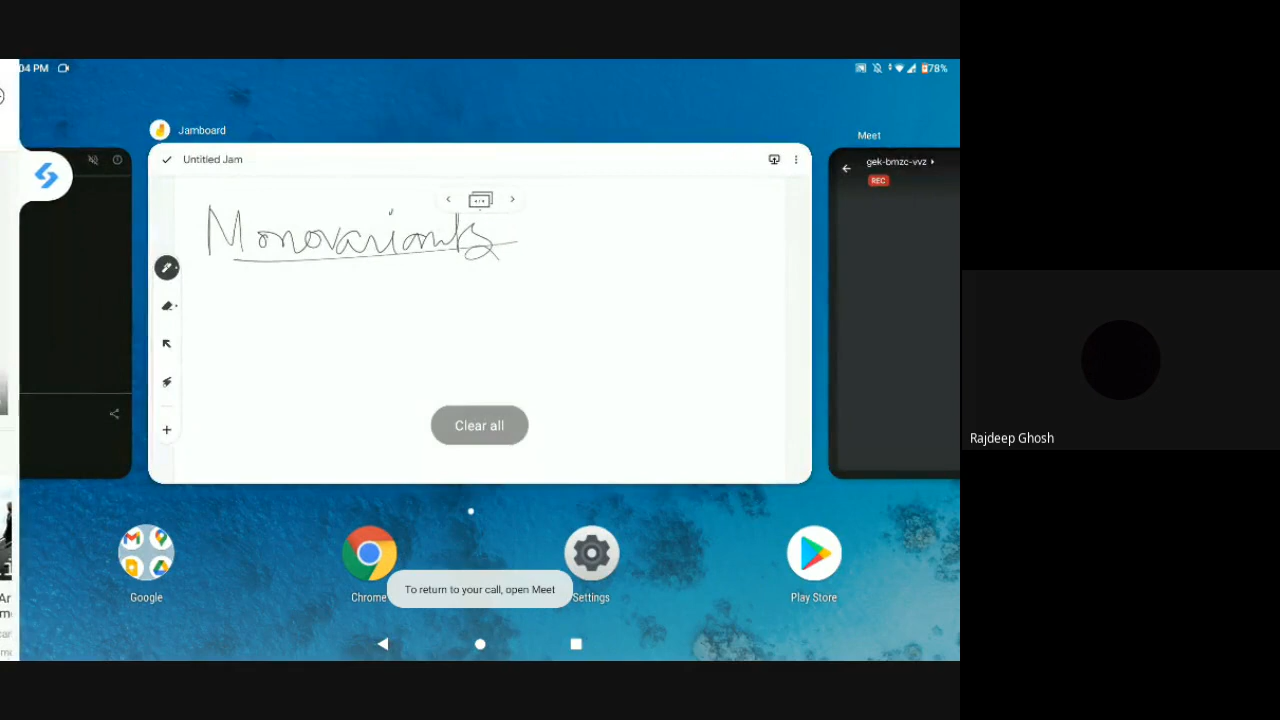 04 PM
78%
Jamboard
Meet
Untitled Jam
gek-bmzc-vvz
REC
Monovariants
Clear all
Rajdeep Ghosh
Google
Chrome
Settings
Play Store
To return to your call, open Meet